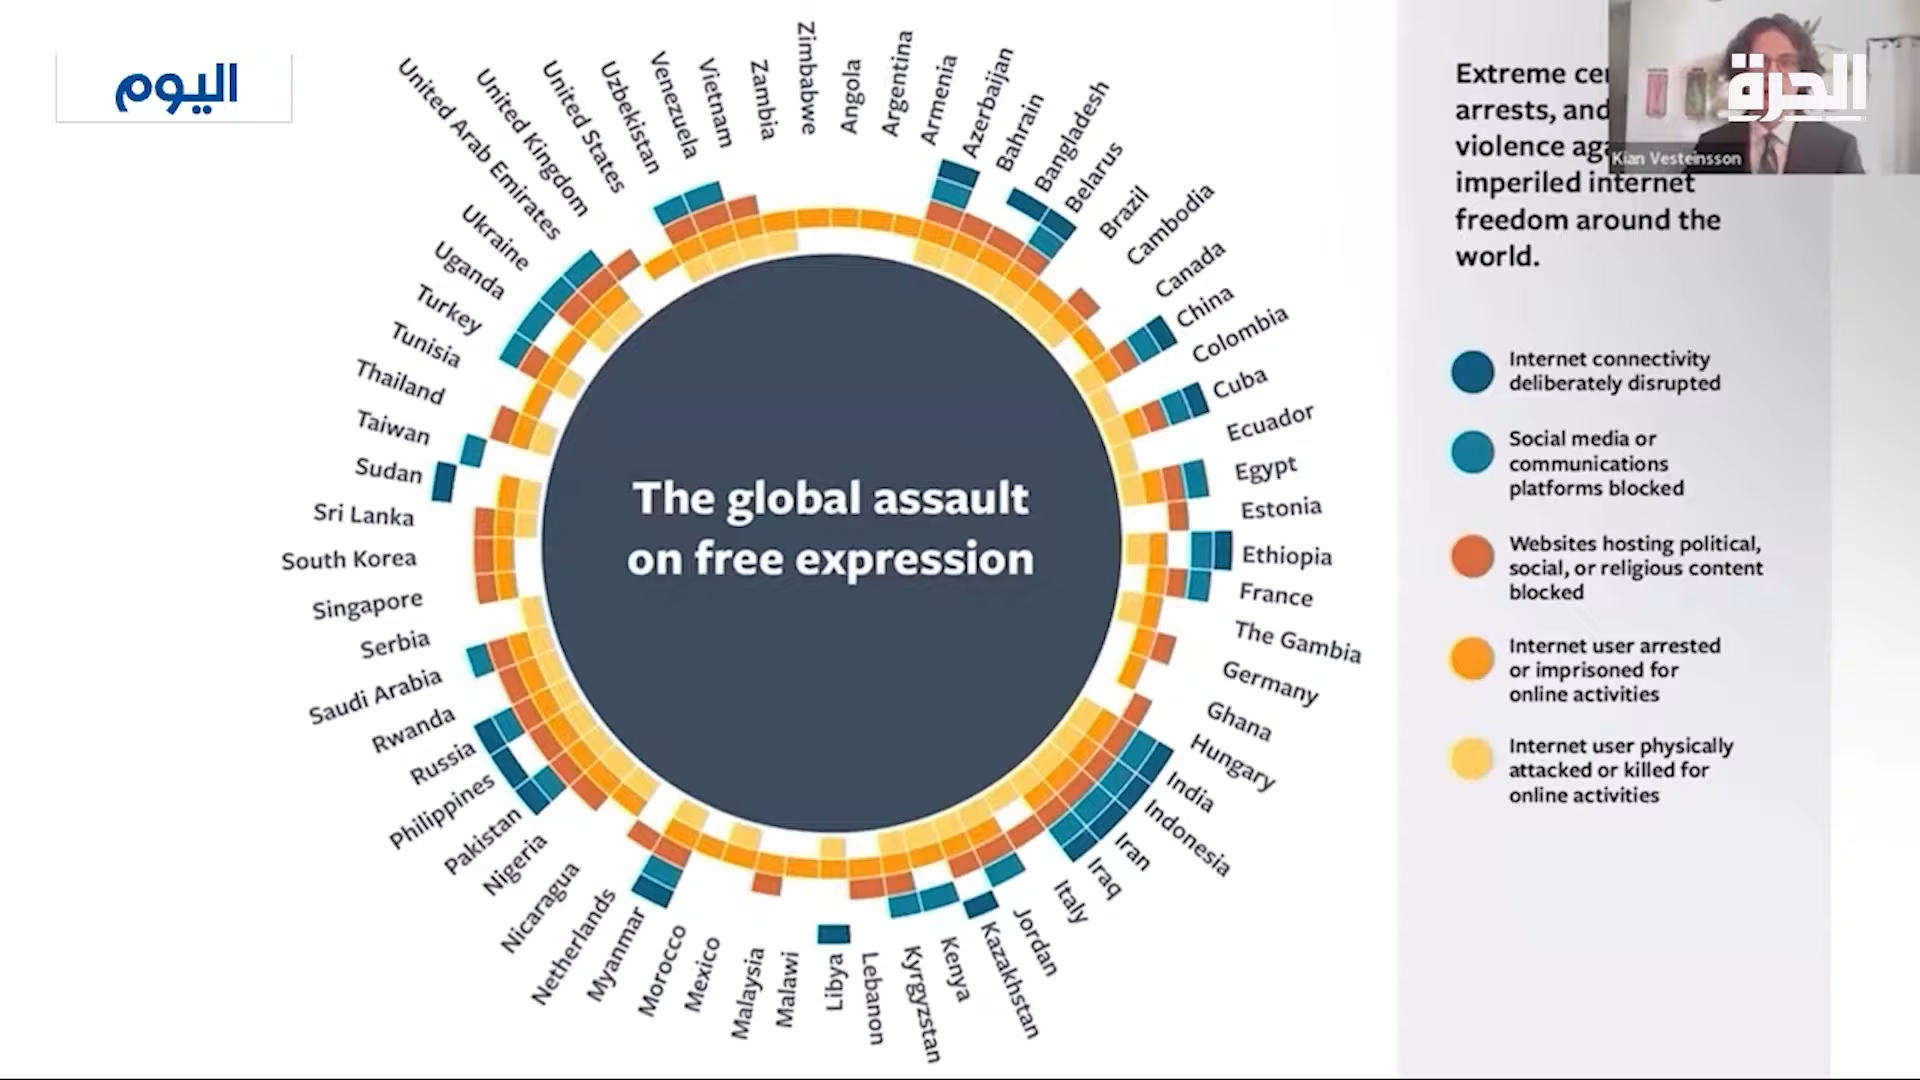 اليوم
الحرة
Kian Vesteinsson
Extreme
arrests, and
violence
imperiled internet
freedom around the
world.
Internet connectivity
deliberately disrupted
Social media or
communications
platforms blocked
Websites hosting political,
social, or religious content
blocked
Internet user arrested
or imprisoned for
online activities
Internet user physically
attacked or killed for
online activities
The global assault
on free expression
Angola
Argentina
Armenia
Azerbaijan
Bahrain
Bangladesh
Belarus
Brazil
Cambodia
Canada
China
Colombia
Cuba
Ecuador
Egypt
Estonia
Ethiopia
France
The Gambia
Germany
Ghana
Hungary
India
Indonesia
Iran
Iraq
Italy
Jordan
Kazakhstan
Kenya
Kyrgyzstan
Lebanon
Libya
Malawi
Malaysia
Mexico
Morocco
Myanmar
Netherlands
Nicaragua
Nigeria
Pakistan
Philippines
Russia
Rwanda
Saudi Arabia
Serbia
Singapore
South Korea
Sri Lanka
Sudan
Taiwan
Thailand
Tunisia
Turkey
Uganda
Ukraine
United Arab Emirates
United Kingdom
United States
Uzbekistan
Venezuela
Vietnam
Zambia
Zimbabwe